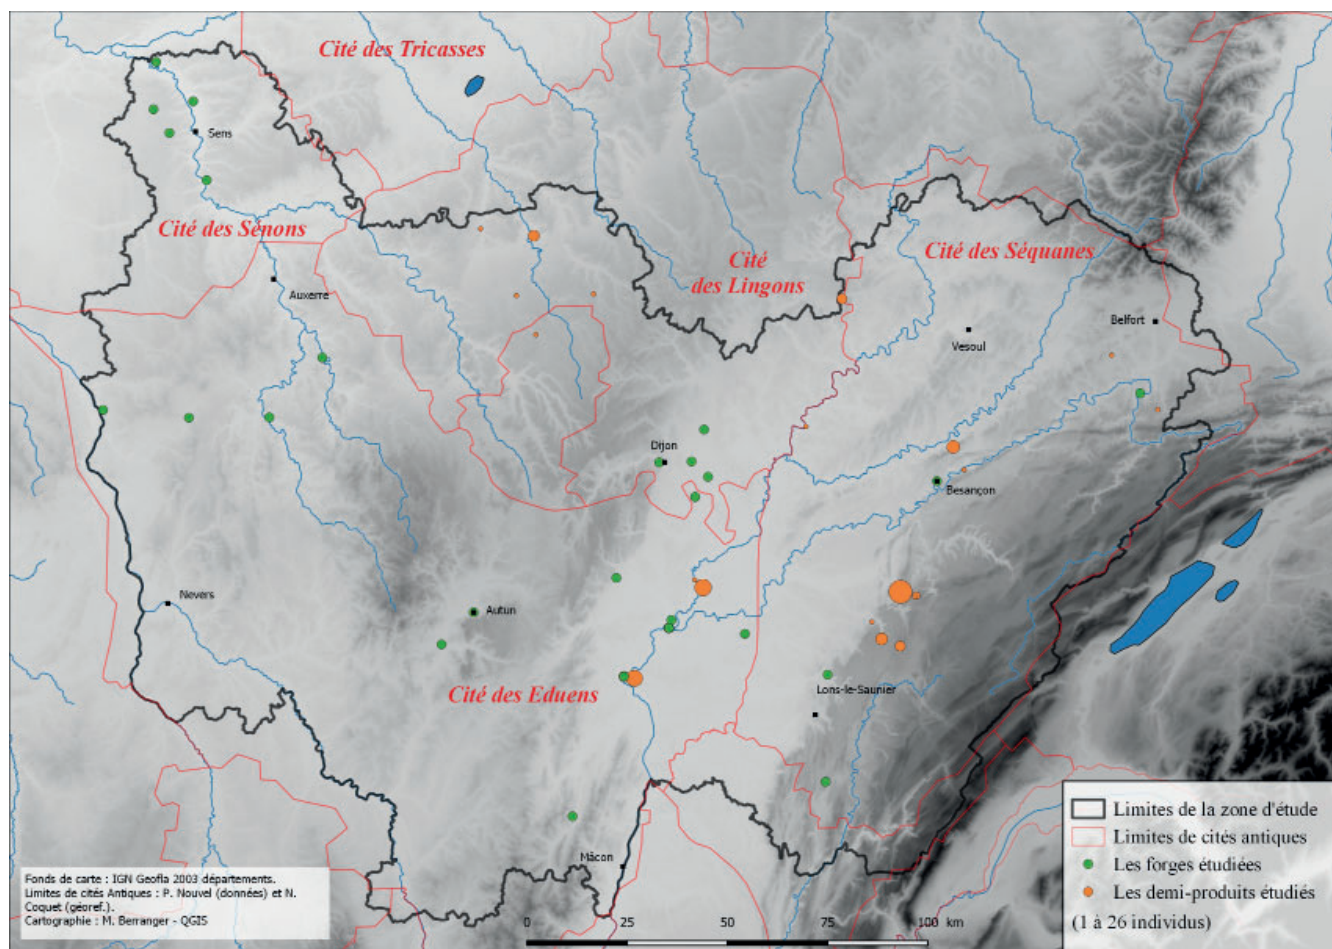 Cité des Tricasses
Sens
Cité des Sénons
Cité
des Lingons
Cité des Séquanes
Auxerre
Belfort
Vesoul
Dijon
Besançon
Nevers
Autun
Cité des Eduens
Lons-le-Saunier
Mâcon
Limites de la zone d'étude
Limites de cités antiques
Les forges étudiées
Les demi-produits étudiés
(1 à 26 individus)
Fonds de carte : IGN Geofla 2003 départements.
Limites de cités Antiques : P. Nouvel (données) et N.
Coquet (géoref.).
Cartographie : M. Berranger - QGIS
0 25 50 75 100 km